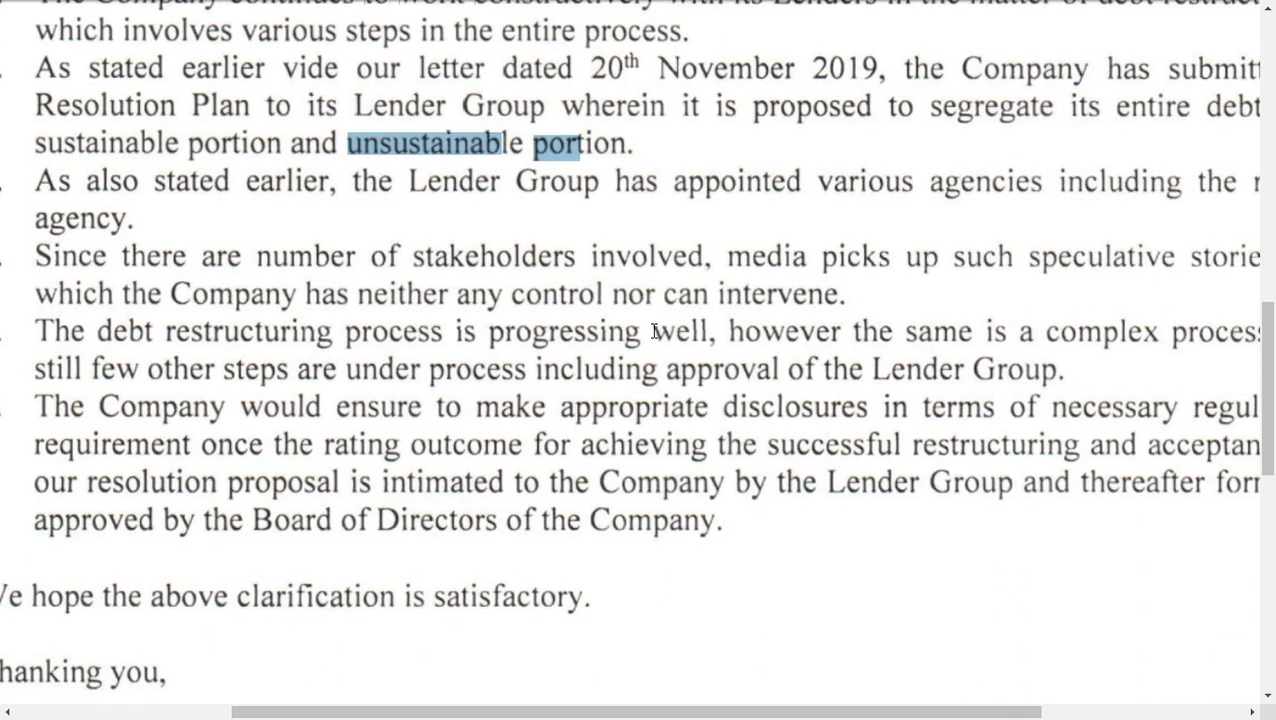 which involves various steps in the entire process.
As stated earlier vide our letter dated 20th November 2019, the Company has submitt
Resolution Plan to its Lender Group wherein it is proposed to segregate its entire debt
sustainable portion and unsustainable portion.
As also stated earlier, the Lender Group has appointed various agencies including the r
agency.
Since there are number of stakeholders involved, media picks up such speculative storie
which the Company has neither any control nor can intervene.
The debt restructuring process is progressing well, however the same is a complex proces
still few other steps are under process including approval of the Lender Group.
The Company would ensure to make appropriate disclosures in terms of necessary regul
requirement once the rating outcome for achieving the successful restructuring and acceptan
our resolution proposal is intimated to the Company by the Lender Group and thereafter for
approved by the Board of Directors of the Company.
e hope the above clarification is satisfactory.
hanking you,